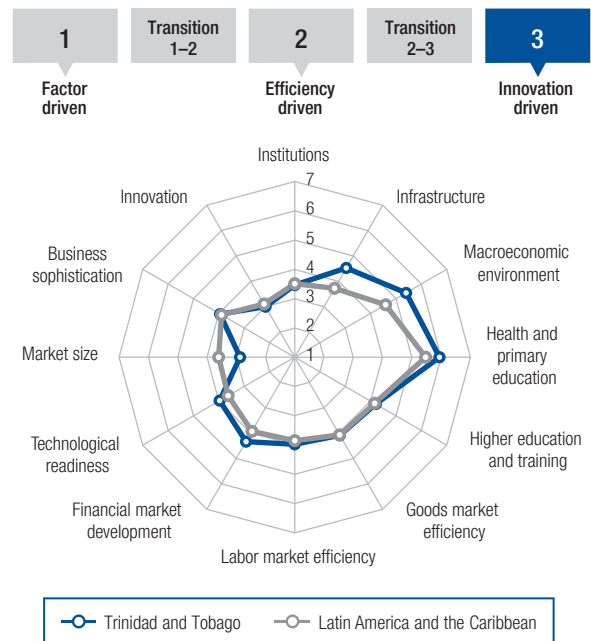 1
Transition
1–2
2
Transition
2–3
3
Factor
driven
Efficiency
driven
Innovation
driven
Institutions
7
Innovation
Infrastructure
6
5
Business
sophistication
Macroeconomic
environment
4
3
2
Market size
1
Health and
primary
education
Technological
readiness
Higher education
and training
Financial market
development
Goods market
efficiency
Labor market efficiency
Trinidad and Tobago
Latin America and the Caribbean